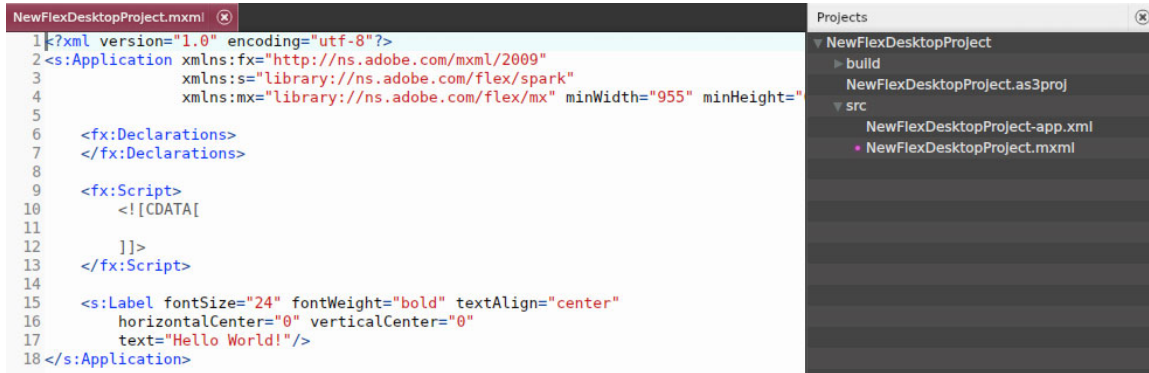 NewFlexDesktopProject.mxml
1 <?xml version="1.0" encoding="utf-8"?>
2 <s:Application xmlns:fx="http://ns.adobe.com/mxml/2009"
3 xmlns:s="library://ns.adobe.com/flex/spark"
4 xmlns:mx="library://ns.adobe.com/flex/mx" minWidth="955" minHeight="
5
6 <fx:Declarations>
7 </fx:Declarations>
8
9 <fx:Script>
10 <![CDATA[
11
12 ]]>
13 </fx:Script>
14
15 <s:Label fontSize="24" fontWeight="bold" textAlign="center"
16 horizontalCenter="0" verticalCenter="0"
17 text="Hello World!"/>
18 </s:Application>
Projects
NewFlexDesktopProject
build
NewFlexDesktopProject.as3proj
src
NewFlexDesktopProject-app.xml
NewFlexDesktopProject.mxml